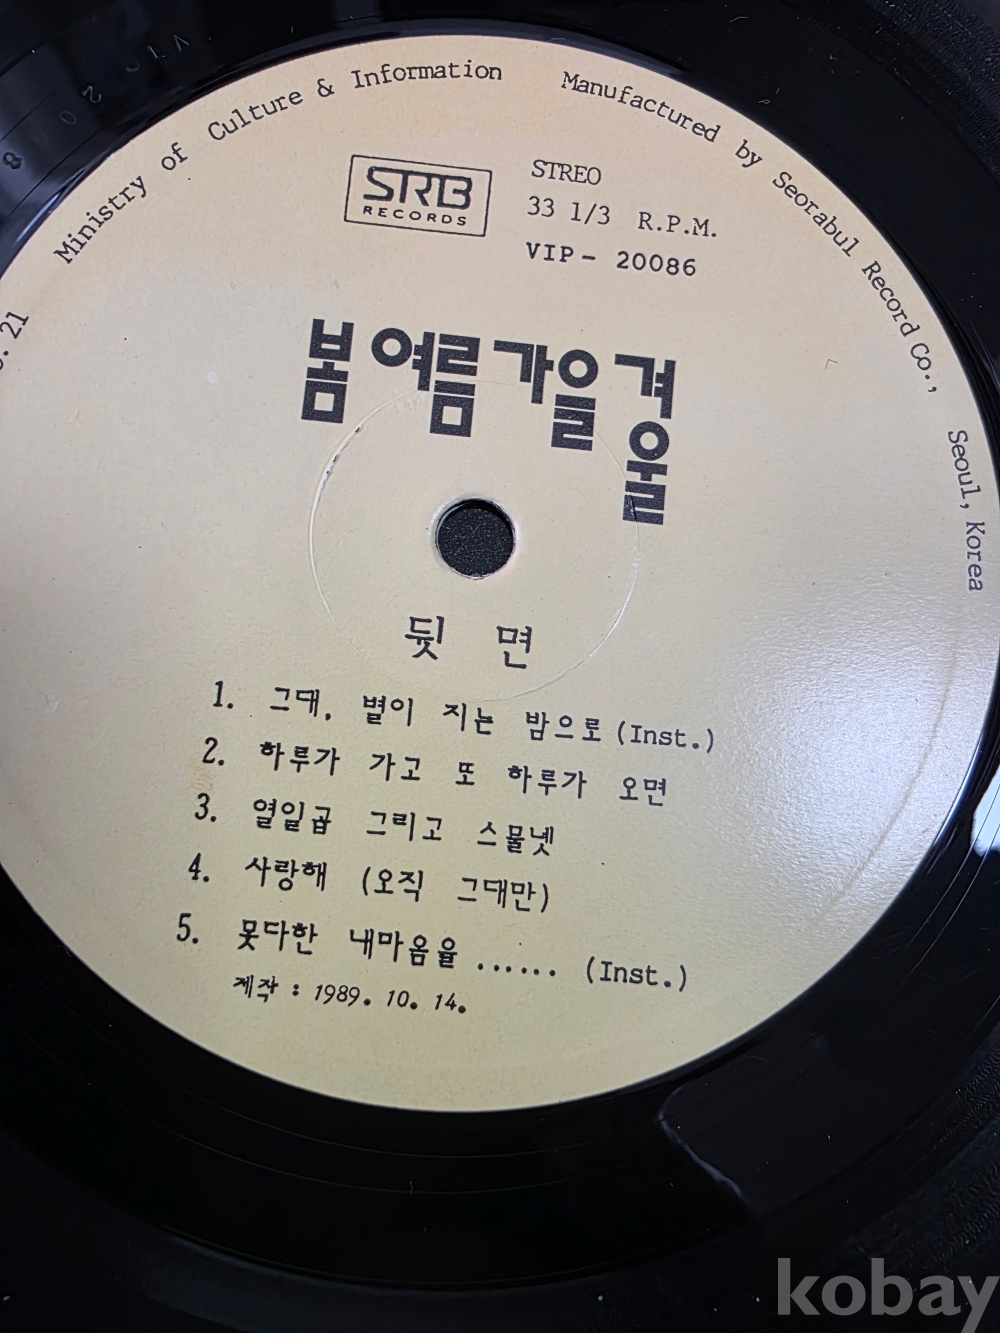 21 Ministry of Culture & Information Manufactured by Seorabul Record Co., Seoul, Korea
SRB
RECORDS
STREO
33 1/3 R.P.M.
VIP- 20086
봄 여름 가을 겨울
뒷 면
1. 그대, 별이 지는 밤으로 (Inst.)
2. 하루가 가고 또 하루가 오면
3. 열일곱 그리고 스물넷
4. 사랑해 (오직 그대만)
5. 못다한 내마음을 ...... (Inst.)
제작 : 1989. 10. 14.
kobay